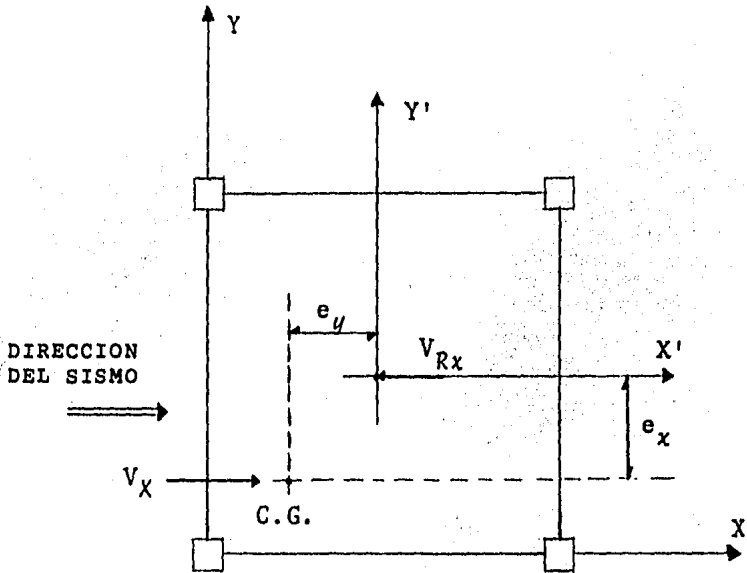 Y
Y'
e_y
V_Rx
X'
DIRECCION
DEL SISMO
e_x
V_X
C.G.
X